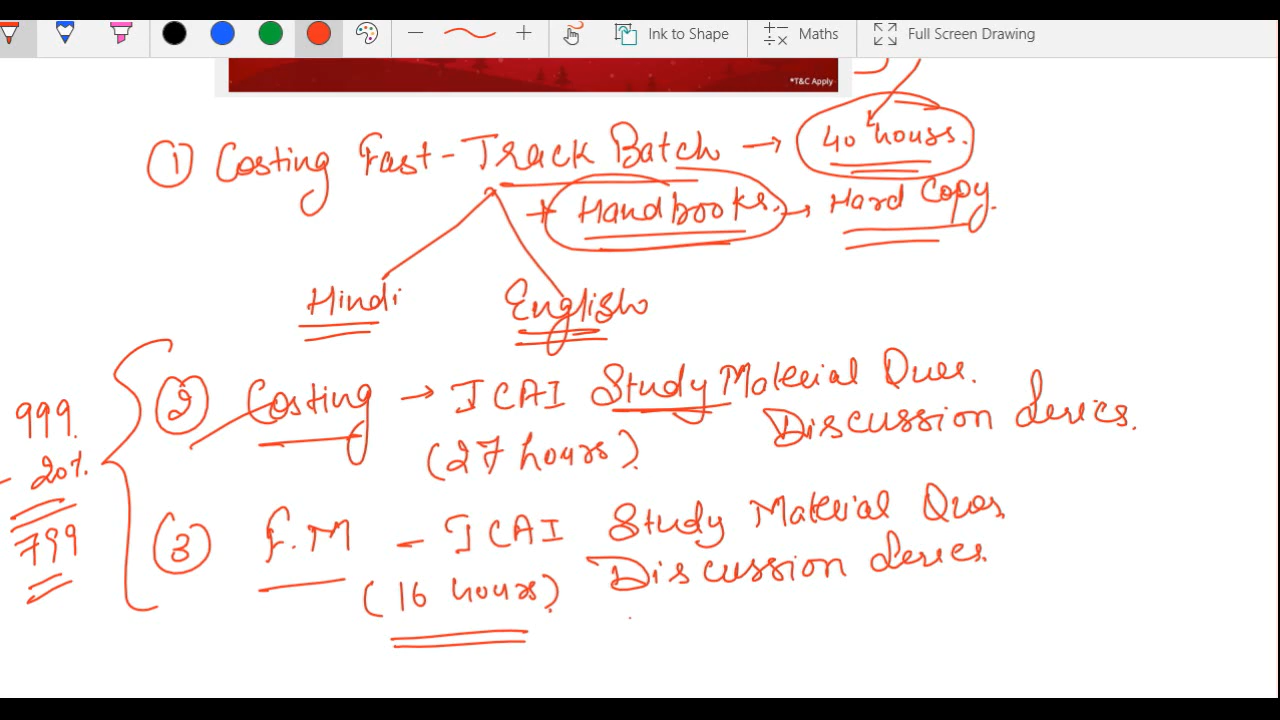 Ink to Shape Maths Full Screen Drawing
*T&C Apply
① Costing Fast-Track Batch → 40 hours.
+ Handbooks. → Hard Copy.
Hindi English
② Costing → ICAI Study Material Ques.
Discussion Series.
(27 hours)
③ F.M - ICAI Study Material Ques
Discussion Series.
(16 hours)
999.
- 20%
799